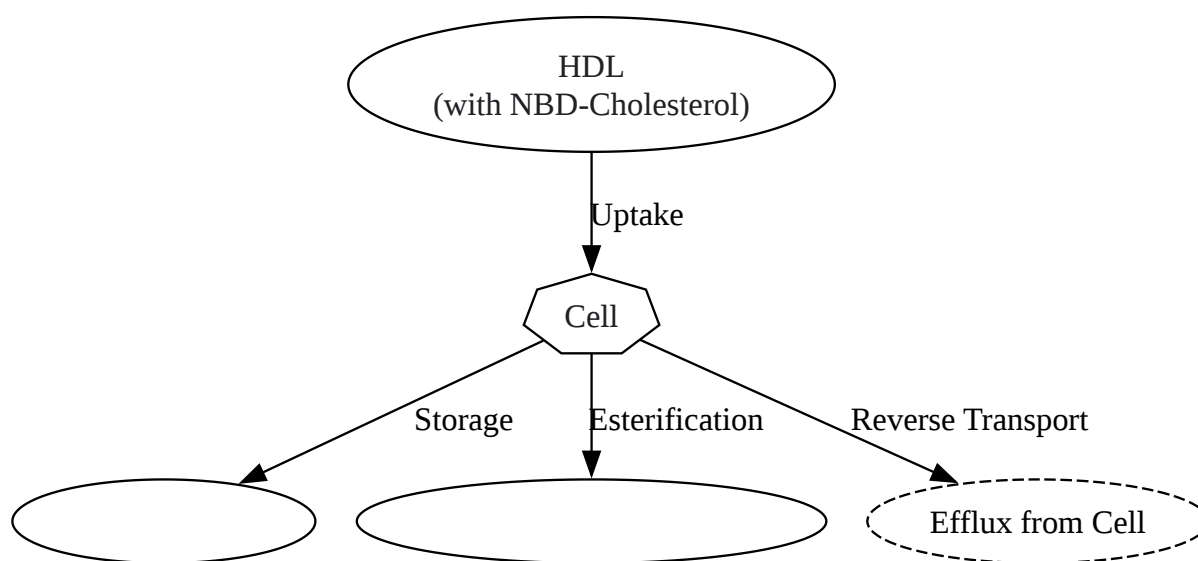 HDL
(with NBD-Cholesterol)
Uptake
Cell
Storage
Esterification
Reverse Transport
Efflux from Cell